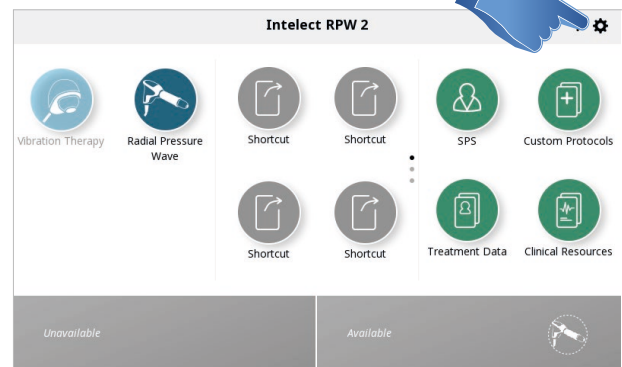 Intelect RPW 2
Vibration Therapy
Radial Pressure
Wave
Shortcut
Shortcut
SPS
Custom Protocols
Shortcut
Shortcut
Treatment Data
Clinical Resources
Unavailable
Available